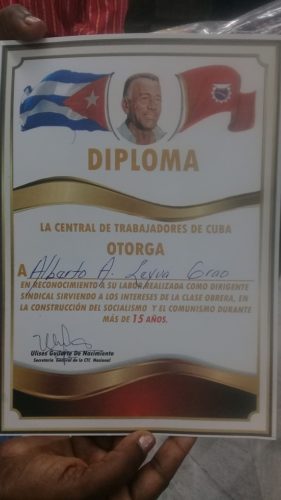 DIPLOMA
LA CENTRAL DE TRABAJADORES DE CUBA
OTORGA
A Alberto A. Leyva Grao
EN RECONOCIMIENTO A SU LABOR REALIZADA COMO DIRIGENTE
SINDICAL SIRVIENDO A LOS INTERESES DE LA CLASE OBRERA, EN
LA CONSTRUCCIÓN DEL SOCIALISMO Y EL COMUNISMO DURANTE
MÁS DE 15 AÑOS.
Ulises Guilarte De Nacimiento
Secretario General de la CTC Nacional